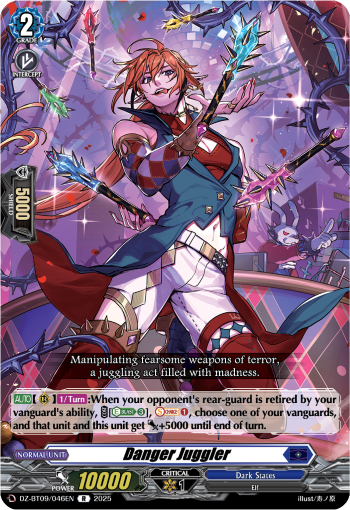 2
GRADE
INTERCEPT
5000
SHIELD
Manipulating fearsome weapons of terror,
a juggling act filled with madness.
AUTO 1/Turn :When your opponent's rear-guard is retired by your
vanguard's ability, E-BLAST 3, choose one of your vanguards,
and that unit and this unit get +5000 until end of turn.
NORMAL UNIT
Danger Juggler
POWER 10000
CRITICAL
1
Dark States
Elf
DZ-BT09/046EN R 2025
illust/ホノ原